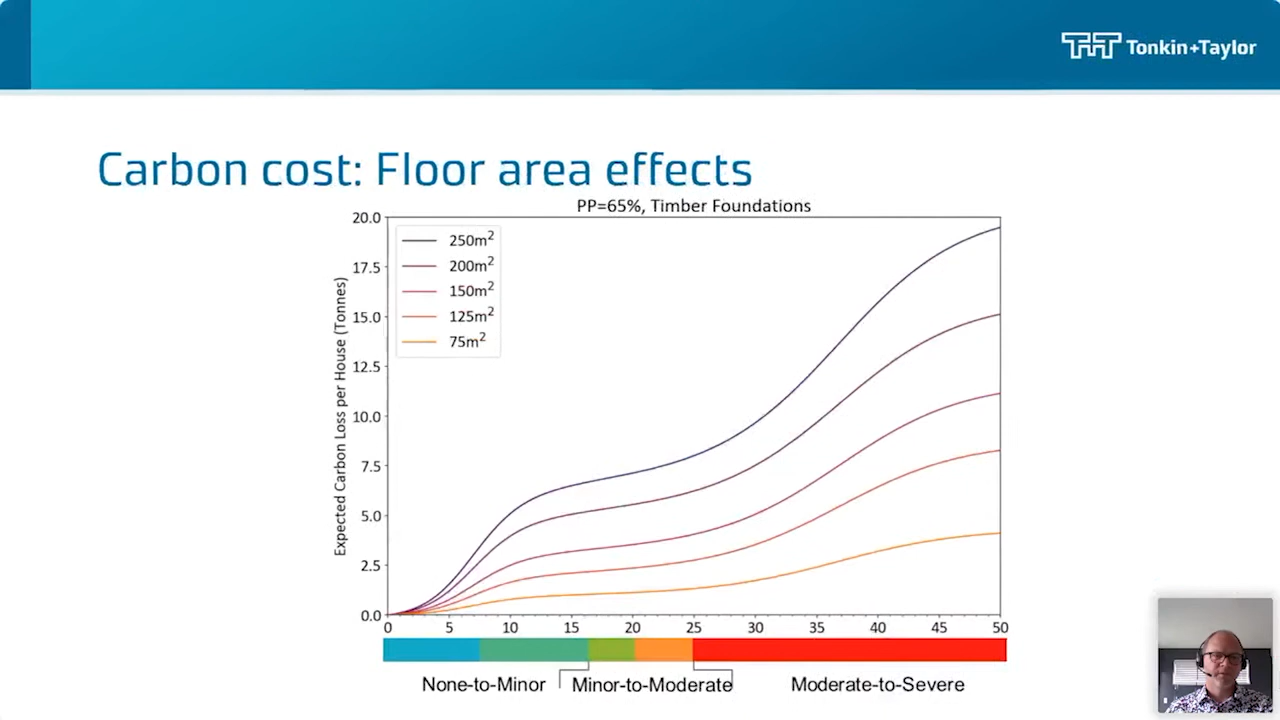 Tonkin+Taylor
Carbon cost: Floor area effects
PP=65%, Timber Foundations
20.0
17.5
15.0
12.5
10.0
7.5
5.0
2.5
0.0
Expected Carbon Loss per House (Tonnes)
250m²
200m²
150m²
125m²
75m²
0 5 10 15 20 25 30 35 40 45 50
None-to-Minor Minor-to-Moderate Moderate-to-Severe